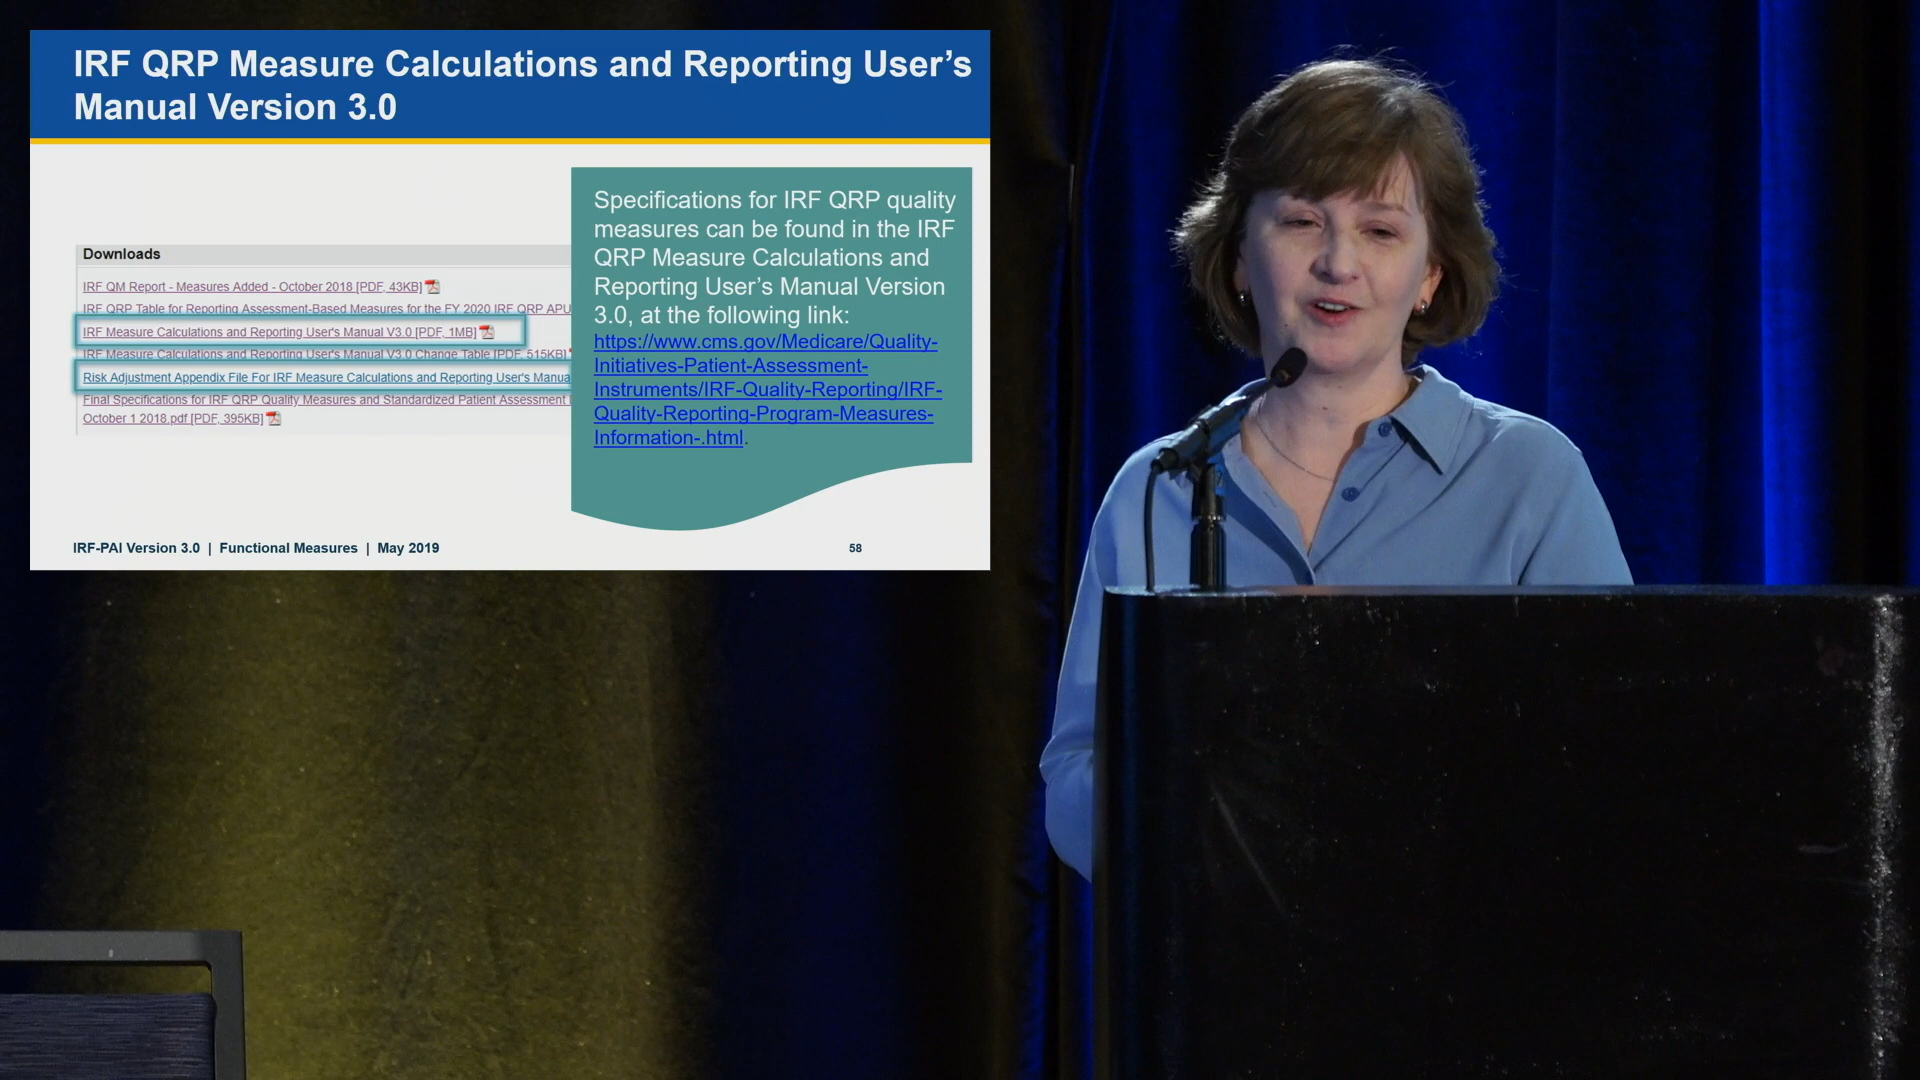 IRF QRP Measure Calculations and Reporting User’s
Manual Version 3.0
Downloads
IRF QM Report - Measures Added - October 2018 [PDF, 43KB]
IRF QRP Table for Reporting Assessment-Based Measures for the FY 2020 IRF QRP APU
IRF Measure Calculations and Reporting User's Manual V3.0 [PDF, 1MB]
IRF Measure Calculations and Reporting User's Manual V3.0 Change Table [PDF, 515KB]
Risk Adjustment Appendix File For IRF Measure Calculations and Reporting User's Manua
Final Specifications for IRF QRP Quality Measures and Standardized Patient Assessment
October 1 2018.pdf [PDF, 395KB]
Specifications for IRF QRP quality
measures can be found in the IRF
QRP Measure Calculations and
Reporting User’s Manual Version
3.0, at the following link:
https://www.cms.gov/Medicare/Quality-
Initiatives-Patient-Assessment-
Instruments/IRF-Quality-Reporting/IRF-
Quality-Reporting-Program-Measures-
Information-.html.
IRF-PAI Version 3.0 | Functional Measures | May 2019
58